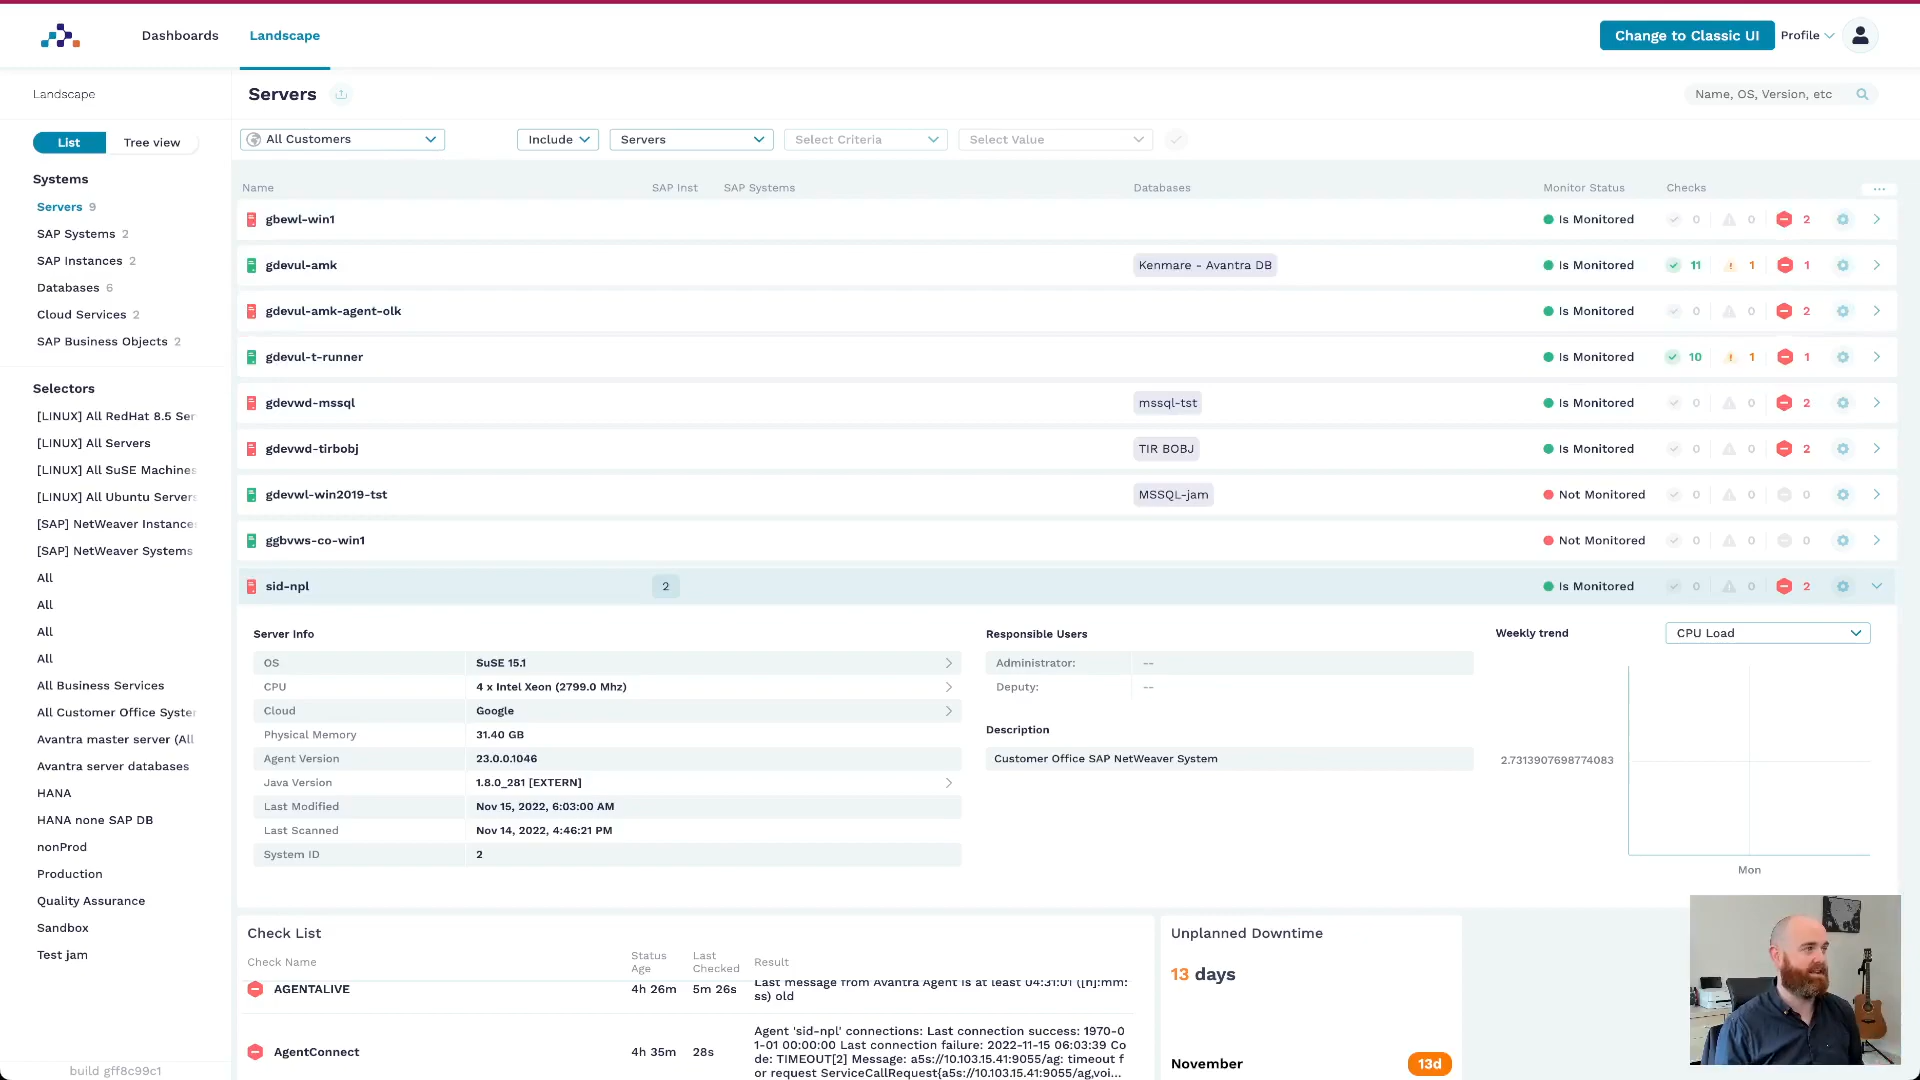 Dashboards
Landscape
Change to Classic UI
Profile
Landscape
Servers
Name, OS, Version, etc
List
Tree view
All Customers
Include
Servers
Select Criteria
Select Value
Systems
Servers 9
SAP Systems 2
SAP Instances 2
Databases 6
Cloud Services 2
SAP Business Objects 2
Selectors
[LINUX] All RedHat 8.5 Ser
[LINUX] All Servers
[LINUX] All SuSE Machines
[LINUX] All Ubuntu Servers
[SAP] NetWeaver Instance
[SAP] NetWeaver Systems
All
All
All
All
All Business Services
All Customer Office System
Avantra master server (All
Avantra server databases
HANA
HANA none SAP DB
nonProd
Production
Quality Assurance
Sandbox
Test jam
build gff8c99c1
Name SAP Inst SAP Systems Databases Monitor Status Checks ...
gbewl-win1 Is Monitored 0 0 2
gdevul-amk Kenmare - Avantra DB Is Monitored 11 1 1
gdevul-amk-agent-olk Is Monitored 0 0 2
gdevul-t-runner Is Monitored 10 1 1
gdevwd-mssql mssql-tst Is Monitored 0 0 2
gdevwd-tirbobj TIR BOBJ Is Monitored 0 0 2
gdevwl-win2019-tst MSSQL-jam Not Monitored 0 0 0
ggbvws-co-win1 Not Monitored 0 0 0
sid-npl 2 Is Monitored 0 0 2
Server Info
OS SuSE 15.1
CPU 4 x Intel Xeon (2799.0 Mhz)
Cloud Google
Physical Memory 31.40 GB
Agent Version 23.0.0.1046
Java Version 1.8.0_281 [EXTERN]
Last Modified Nov 15, 2022, 6:03:00 AM
Last Scanned Nov 14, 2022, 4:46:21 PM
System ID 2
Responsible Users
Administrator: --
Deputy: --
Description
Customer Office SAP NetWeaver System
Weekly trend
CPU Load
2.7313907698774083
Mon
Check List
Check Name Status Age Last Checked Result
AGENTALIVE 4h 26m 5m 26s Last message from Avantra Agent is at least 04:31:01 ([h]:mm:
ss) old
AgentConnect 4h 35m 28s Agent 'sid-npl' connections: Last connection success: 1970-0
1-01 00:00:00 Last connection failure: 2022-11-15 06:03:39 Co
de: TIMEOUT[2] Message: a5s://10.103.15.41:9055/ag: timeout f
or request ServiceCallRequest{a5s://10.103.15.41:9055/ag,voi...
Unplanned Downtime
13 days
November 13d